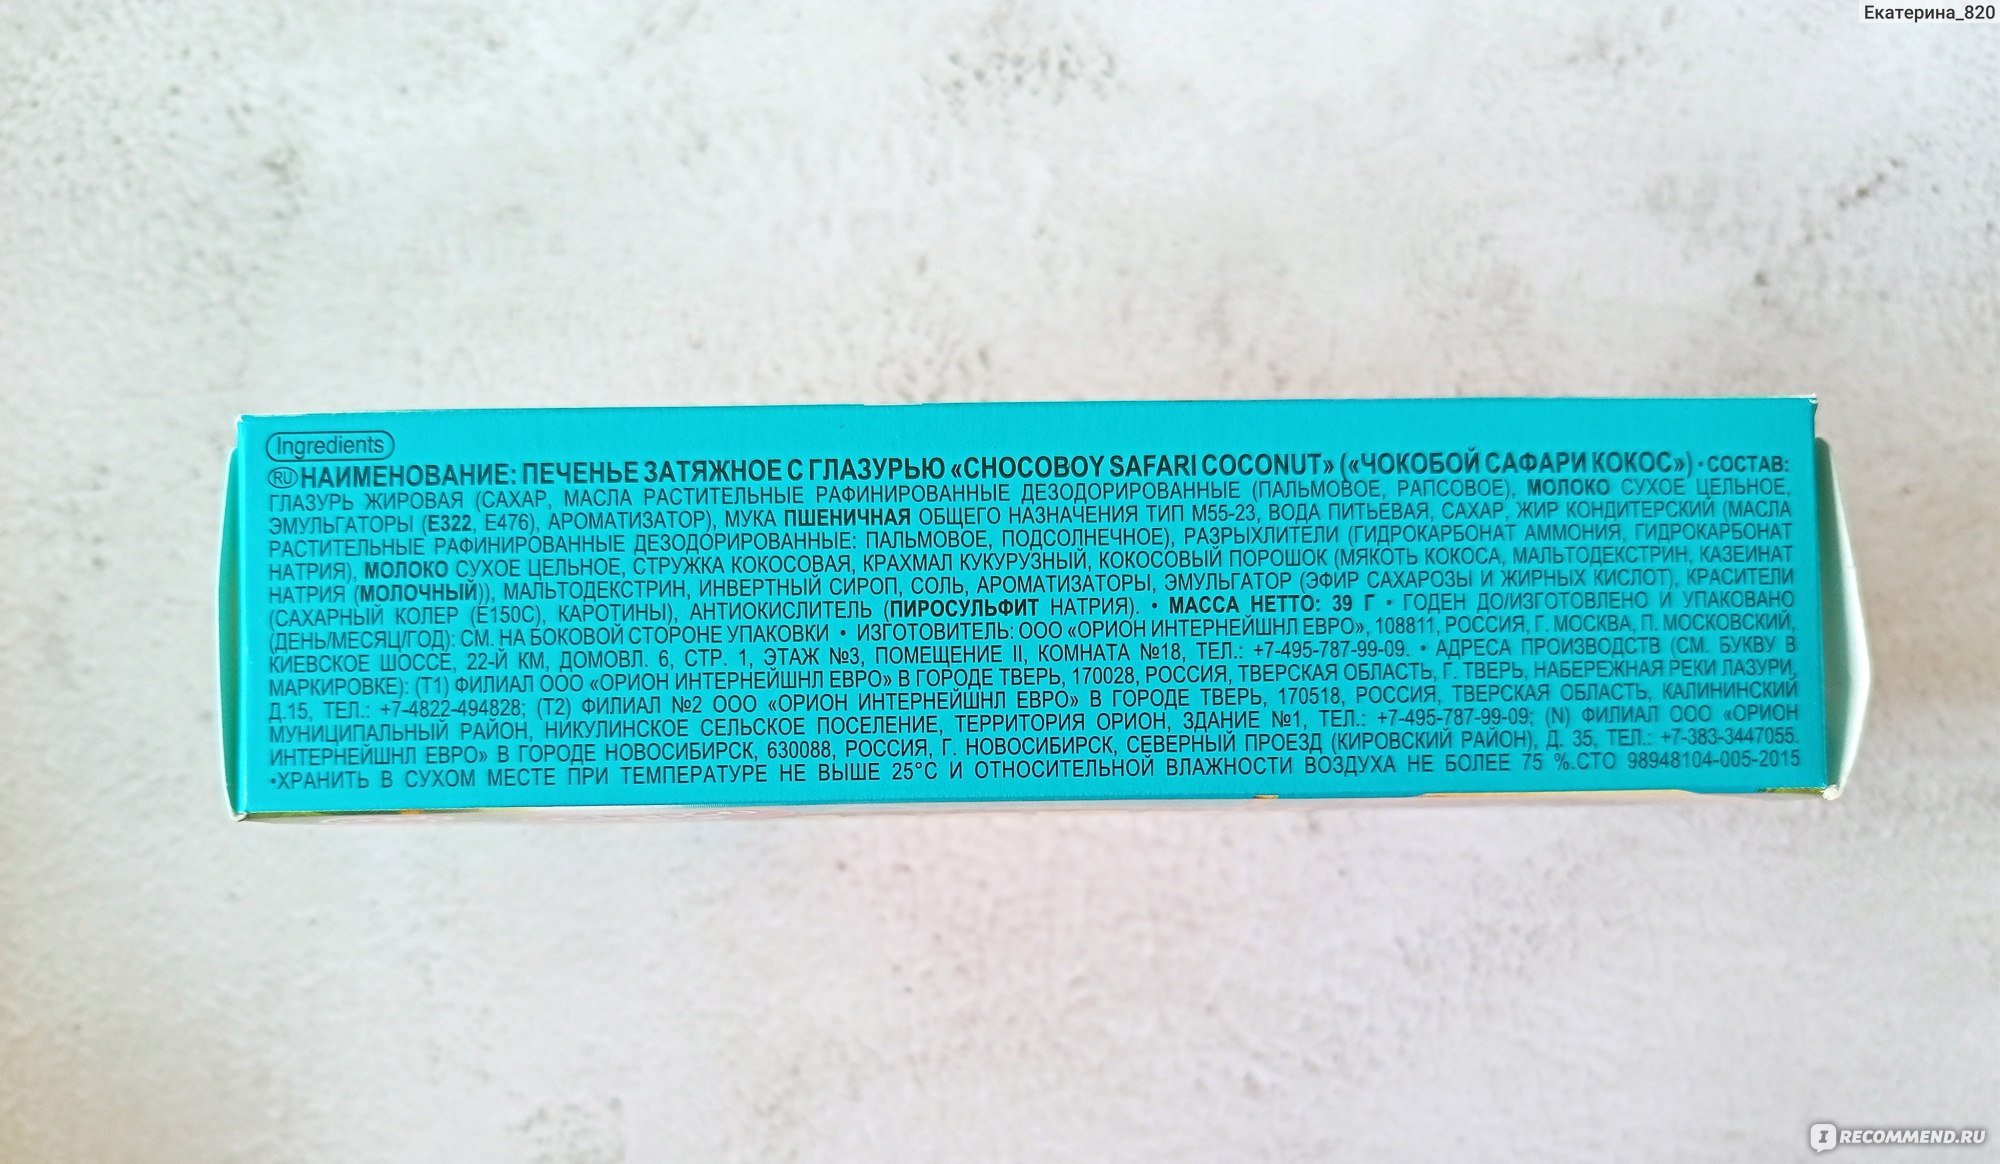 Екатерина_820
Ingredients
RU НАИМЕНОВАНИЕ: ПЕЧЕНЬЕ ЗАТЯЖНОЕ С ГЛАЗУРЬЮ «CHOCOBOY SAFARI COCONUT» («ЧОКОБОЙ САФАРИ КОКОС») • СОСТАВ:
ГЛАЗУРЬ ЖИРОВАЯ (САХАР, МАСЛА РАСТИТЕЛЬНЫЕ РАФИНИРОВАННЫЕ ДЕЗОДОРИРОВАННЫЕ (ПАЛЬМОВОЕ, РАПСОВОЕ), МОЛОКО СУХОЕ ЦЕЛЬНОЕ,
ЭМУЛЬГАТОРЫ (Е322, Е476), АРОМАТИЗАТОР), МУКА ПШЕНИЧНАЯ ОБЩЕГО НАЗНАЧЕНИЯ ТИП М55-23, ВОДА ПИТЬЕВАЯ, САХАР, ЖИР КОНДИТЕРСКИЙ (МАСЛА
РАСТИТЕЛЬНЫЕ РАФИНИРОВАННЫЕ ДЕЗОДОРИРОВАННЫЕ: ПАЛЬМОВОЕ, ПОДСОЛНЕЧНОЕ), РАЗРЫХЛИТЕЛИ (ГИДРОКАРБОНАТ АММОНИЯ, ГИДРОКАРБОНАТ
НАТРИЯ), МОЛОКО СУХОЕ ЦЕЛЬНОЕ, СТРУЖКА КОКОСОВАЯ, КРАХМАЛ КУКУРУЗНЫЙ, КОКОСОВЫЙ ПОРОШОК (МЯКОТЬ КОКОСА, МАЛЬТОДЕКСТРИН, КАЗЕИНАТ
НАТРИЯ (МОЛОЧНЫЙ)), МАЛЬТОДЕКСТРИН, ИНВЕРТНЫЙ СИРОП, СОЛЬ, АРОМАТИЗАТОРЫ, ЭМУЛЬГАТОР (ЭФИР САХАРОЗЫ И ЖИРНЫХ КИСЛОТ), КРАСИТЕЛИ
(САХАРНЫЙ КОЛЕР (Е150С), КАРОТИНЫ), АНТИОКИСЛИТЕЛЬ (ПИРОСУЛЬФИТ НАТРИЯ). • МАССА НЕТТО: 39 Г • ГОДЕН ДО/ИЗГОТОВЛЕНО И УПАКОВАНО
(ДЕНЬ/МЕСЯЦ/ГОД): СМ. НА БОКОВОЙ СТОРОНЕ УПАКОВКИ • ИЗГОТОВИТЕЛЬ: ООО «ОРИОН ИНТЕРНЕЙШНЛ ЕВРО», 108811, РОССИЯ, Г. МОСКВА, П. МОСКОВСКИЙ,
КИЕВСКОЕ ШОССЕ, 22-Й КМ, ДОМОВЛ. 6, СТР. 1, ЭТАЖ №3, ПОМЕЩЕНИЕ II, КОМНАТА №18, ТЕЛ.: +7-495-787-99-09. • АДРЕСА ПРОИЗВОДСТВ (СМ. БУКВУ В
МАРКИРОВКЕ): (Т1) ФИЛИАЛ ООО «ОРИОН ИНТЕРНЕЙШНЛ ЕВРО» В ГОРОДЕ ТВЕРЬ, 170028, РОССИЯ, ТВЕРСКАЯ ОБЛАСТЬ, Г. ТВЕРЬ, НАБЕРЕЖНАЯ РЕКИ ЛАЗУРИ,
Д.15, ТЕЛ.: +7-4822-494828; (Т2) ФИЛИАЛ №2 ООО «ОРИОН ИНТЕРНЕЙШНЛ ЕВРО» В ГОРОДЕ ТВЕРЬ, 170518, РОССИЯ, ТВЕРСКАЯ ОБЛАСТЬ, КАЛИНИНСКИЙ
МУНИЦИПАЛЬНЫЙ РАЙОН, НИКУЛИНСКОЕ СЕЛЬСКОЕ ПОСЕЛЕНИЕ, ТЕРРИТОРИЯ ОРИОН, ЗДАНИЕ №1, ТЕЛ.: +7-495-787-99-09; (N) ФИЛИАЛ ООО «ОРИОН
ИНТЕРНЕЙШНЛ ЕВРО» В ГОРОДЕ НОВОСИБИРСК, 630088, РОССИЯ, Г. НОВОСИБИРСК, СЕВЕРНЫЙ ПРОЕЗД (КИРОВСКИЙ РАЙОН), Д. 35, ТЕЛ.: +7-383-3447055.
•ХРАНИТЬ В СУХОМ МЕСТЕ ПРИ ТЕМПЕРАТУРЕ НЕ ВЫШЕ 25°С И ОТНОСИТЕЛЬНОЙ ВЛАЖНОСТИ ВОЗДУХА НЕ БОЛЕЕ 75 %.СТО 98948104-005-2015
IRECOMMEND.RU